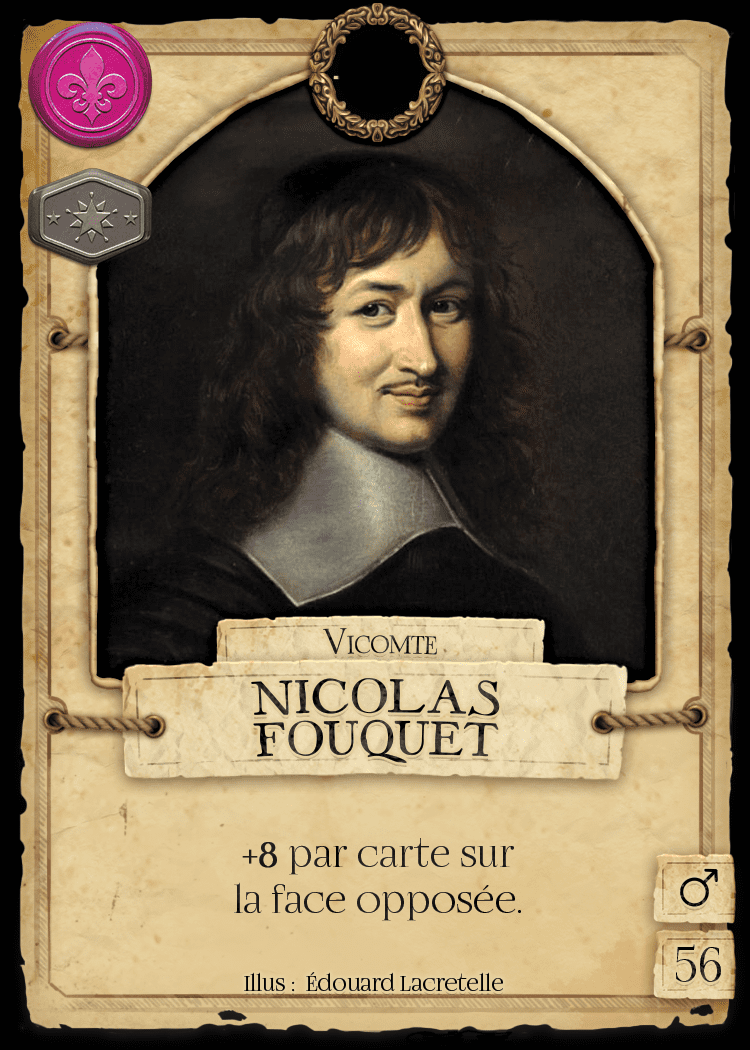 Vicomte
NICOLAS
FOUQUET
+8 par carte sur
la face opposée.
♂
56
Illus : Édouard Lacretelle